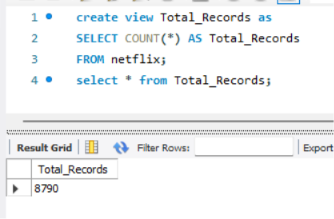 1 create view Total_Records as
2 SELECT COUNT(*) AS Total_Records
3 FROM netflix;
4 select * from Total_Records;
Result Grid Filter Rows: Export
Total_Records
8790